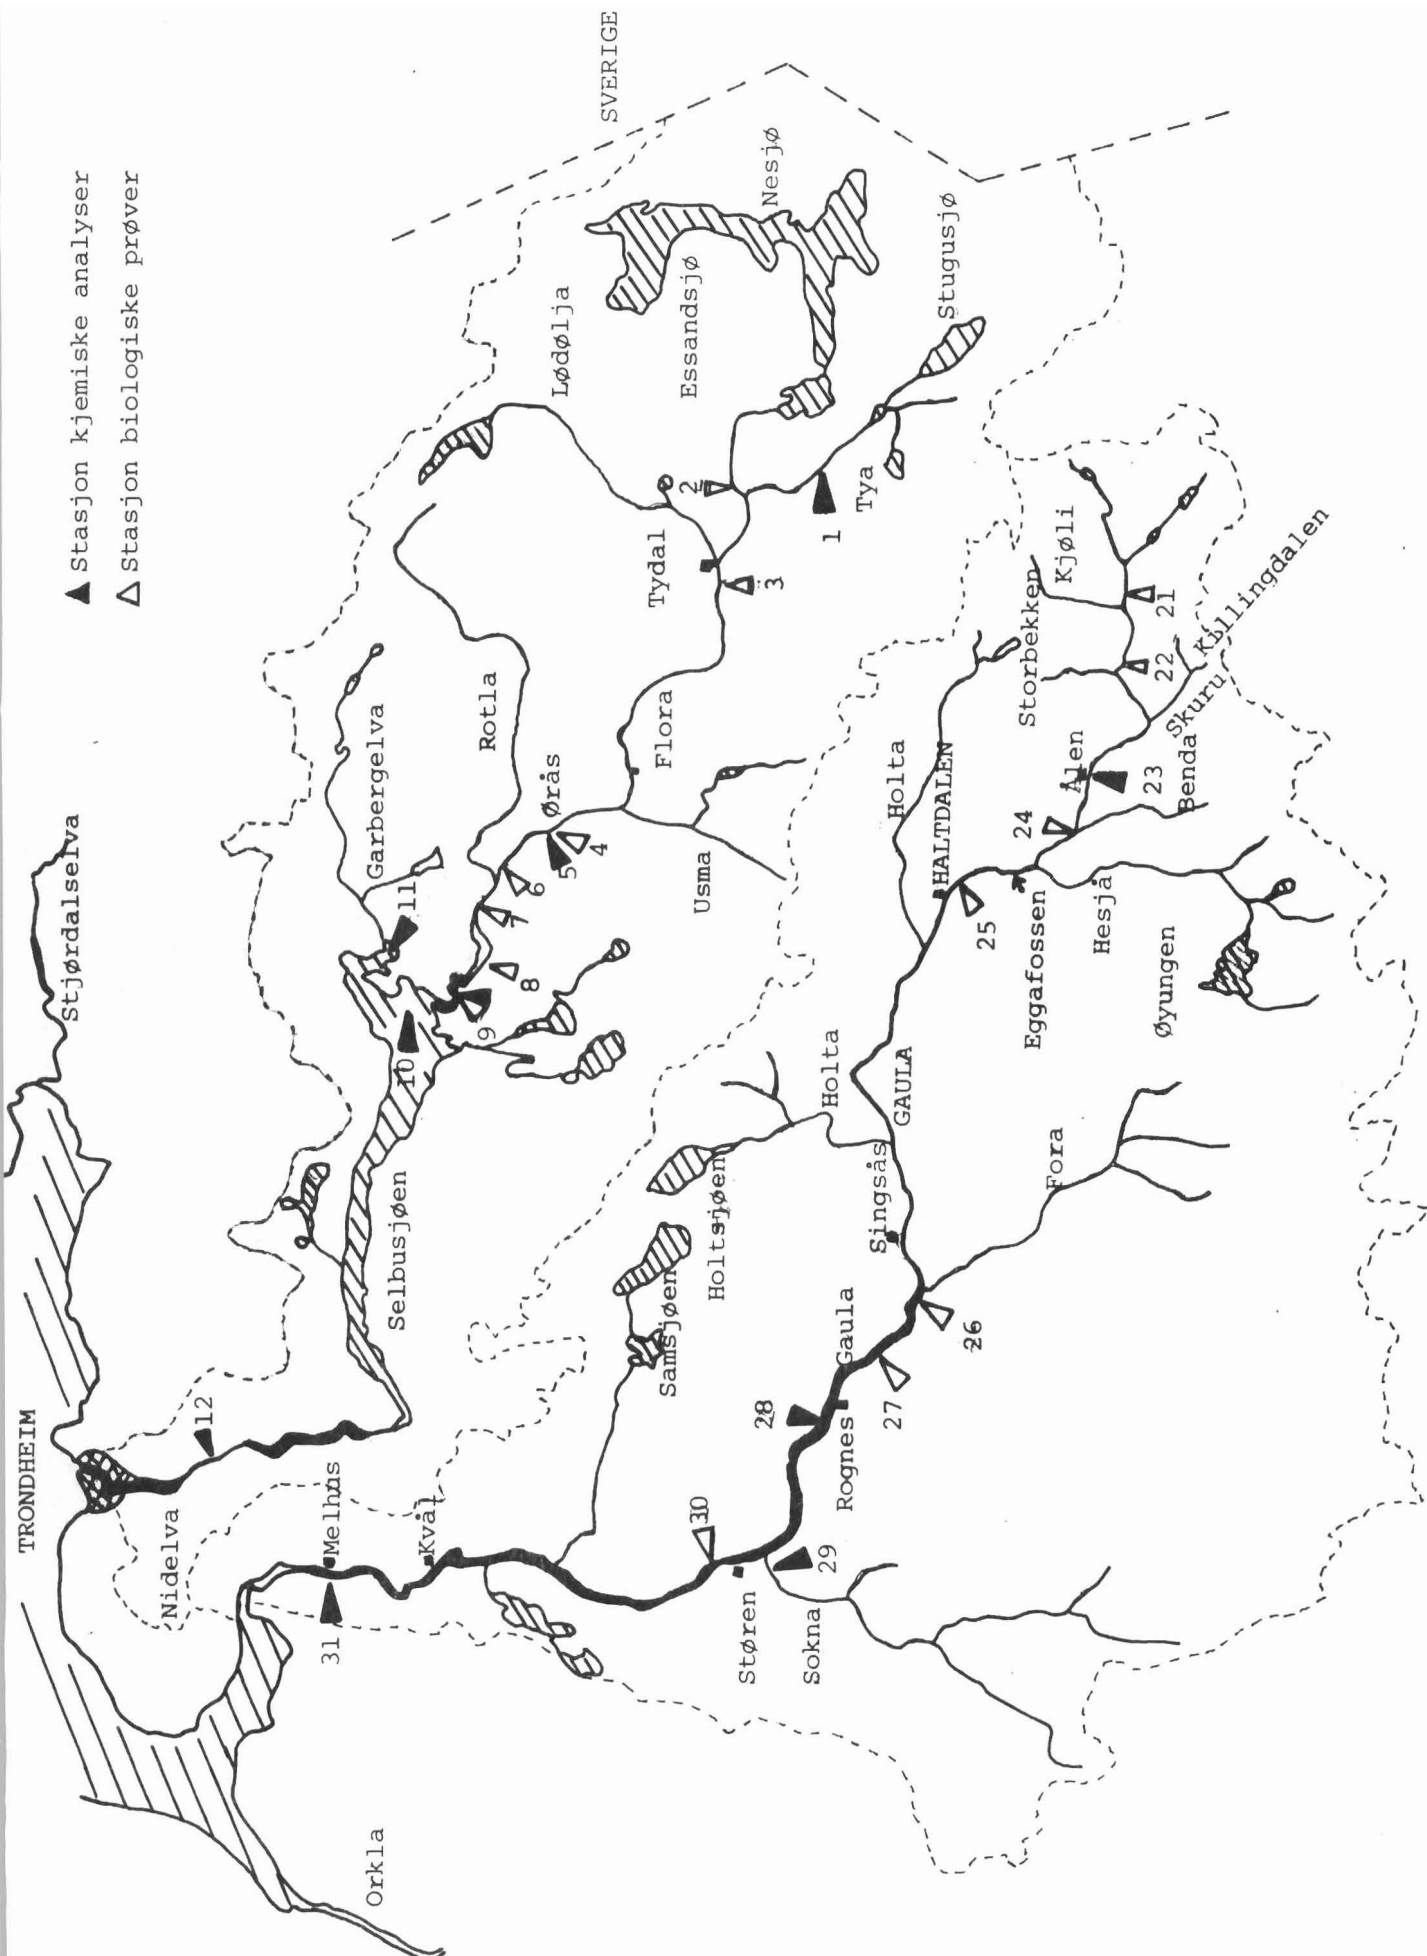 ▲ Stasjon kjemiske analyser
△ Stasjon biologiske prøver
SVERIGE
TRONDHEIM
Stjørdalselva
Garbergelva
Rotla
Lødølja
Essandsjø
Nesjø
Stugusjø
Tya
Tydal
Flora
Ørås
Usma
Selbusjøen
Nidelva
Melhus
Kvål
Samsjøen
Holtsjøen
Holta
Holta
HALTDALEN
Storbekken
Kjøli
Killingdalen
Skuru
Ålen
Benda
Eggafossen
Hesja
Øyungen
GAULA
Singsås
Fora
Gaula
Rognes
Støren
Sokna
Orkla
1
2
3
4
5
6
7
8
9
10
11
12
21
22
23
24
25
26
27
28
29
30
31